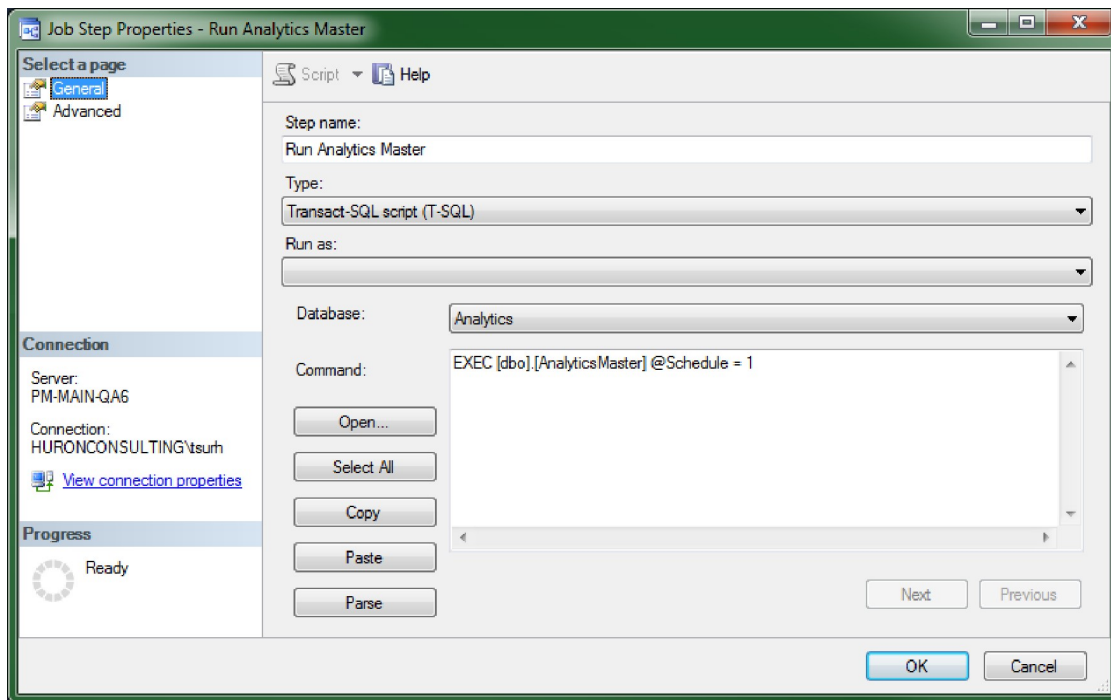 Job Step Properties - Run Analytics Master
Select a page
General
Advanced
Script
Help
Step name:
Run Analytics Master
Type:
Transact-SQL script (T-SQL)
Run as:
Database:
Analytics
Command:
EXEC [dbo].[AnalyticsMaster] @Schedule = 1
Open...
Select All
Copy
Paste
Parse
Next
Previous
Connection
Server:
PM-MAIN-QA6
Connection:
HURONCONSULTING\tsurh
View connection properties
Progress
Ready
OK
Cancel